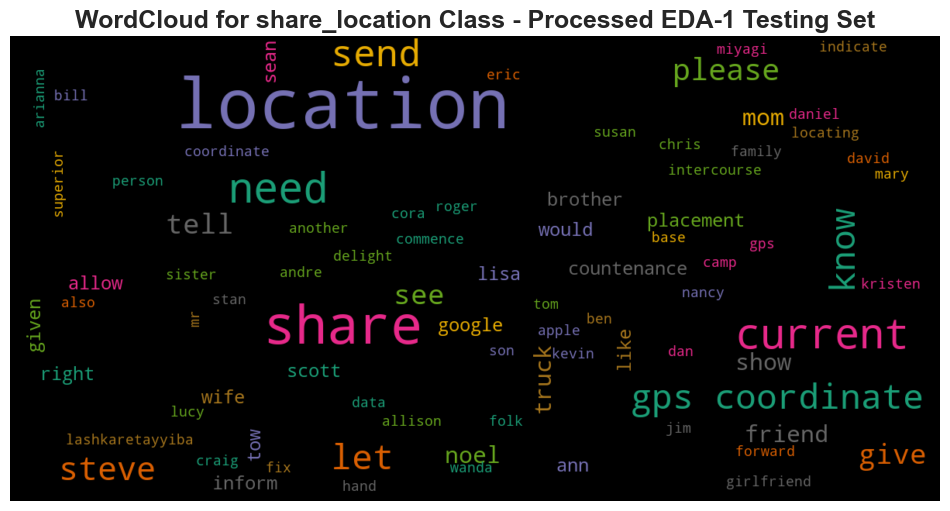 WordCloud for share_location Class - Processed EDA-1 Testing Set
location
send
sean
eric
please
miyagi
indicate
arianna
bill
mom
daniel
locating
susan
chris
family
david
mary
intercourse
coordinate
superior
person
need
tell
another
cora
roger
commence
delight
brother
would
placement
base
gps
know
kristen
allow
also
sister
andre
lisa
countenance
camp
nancy
given
stan
mr
see
share
google
tom
apple
ben
son
kevin
like
dan
current
show
right
scott
truck
wife
lucy
data
allison
folk
gps coordinate
jim
friend
forward
give
lashkaretayyiba
steve
craig
tow
fix
inform
let
hand
noel
wanda
ann
girlfriend